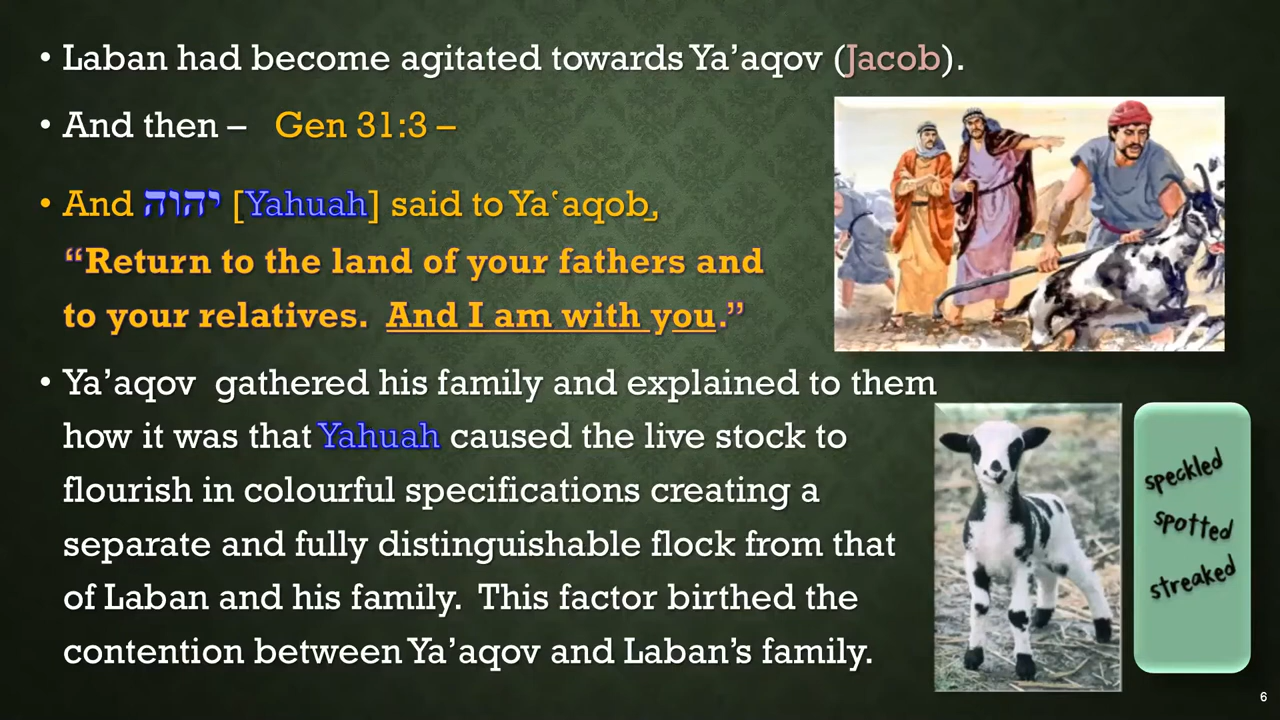 • Laban had become agitated towards Ya’aqov (Jacob).
• And then – Gen 31:3 –
• And יהוה [Yahuah] said to Yaʽaqoḇ,
“Return to the land of your fathers and
to your relatives. And I am with you.”
• Ya’aqov gathered his family and explained to them
how it was that Yahuah caused the live stock to
flourish in colourful specifications creating a
separate and fully distinguishable flock from that
of Laban and his family. This factor birthed the
contention between Ya’aqov and Laban’s family.
speckled
spotted
streaked
6